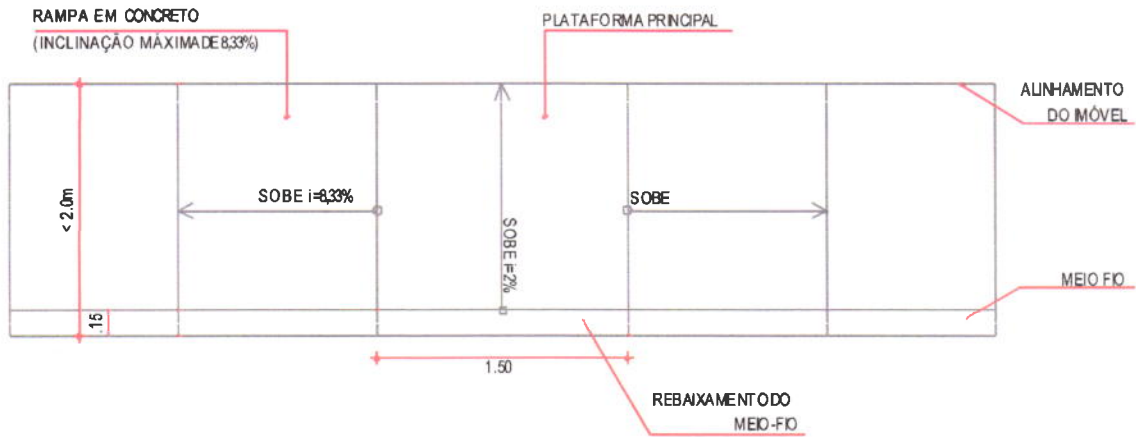 RAMPA EM CONCRETO
(INCLINAÇÃO MÁXIMA DE 8,33%)
PLATAFORMA PRINCIPAL
ALINHAMENTO
DO IMÓVEL
< 2.0m
SOBE i=8,33%
SOBE i=2%
SOBE
MEIO FIO
.15
1.50
REBAIXAMENTO DO
MEIO-FIO